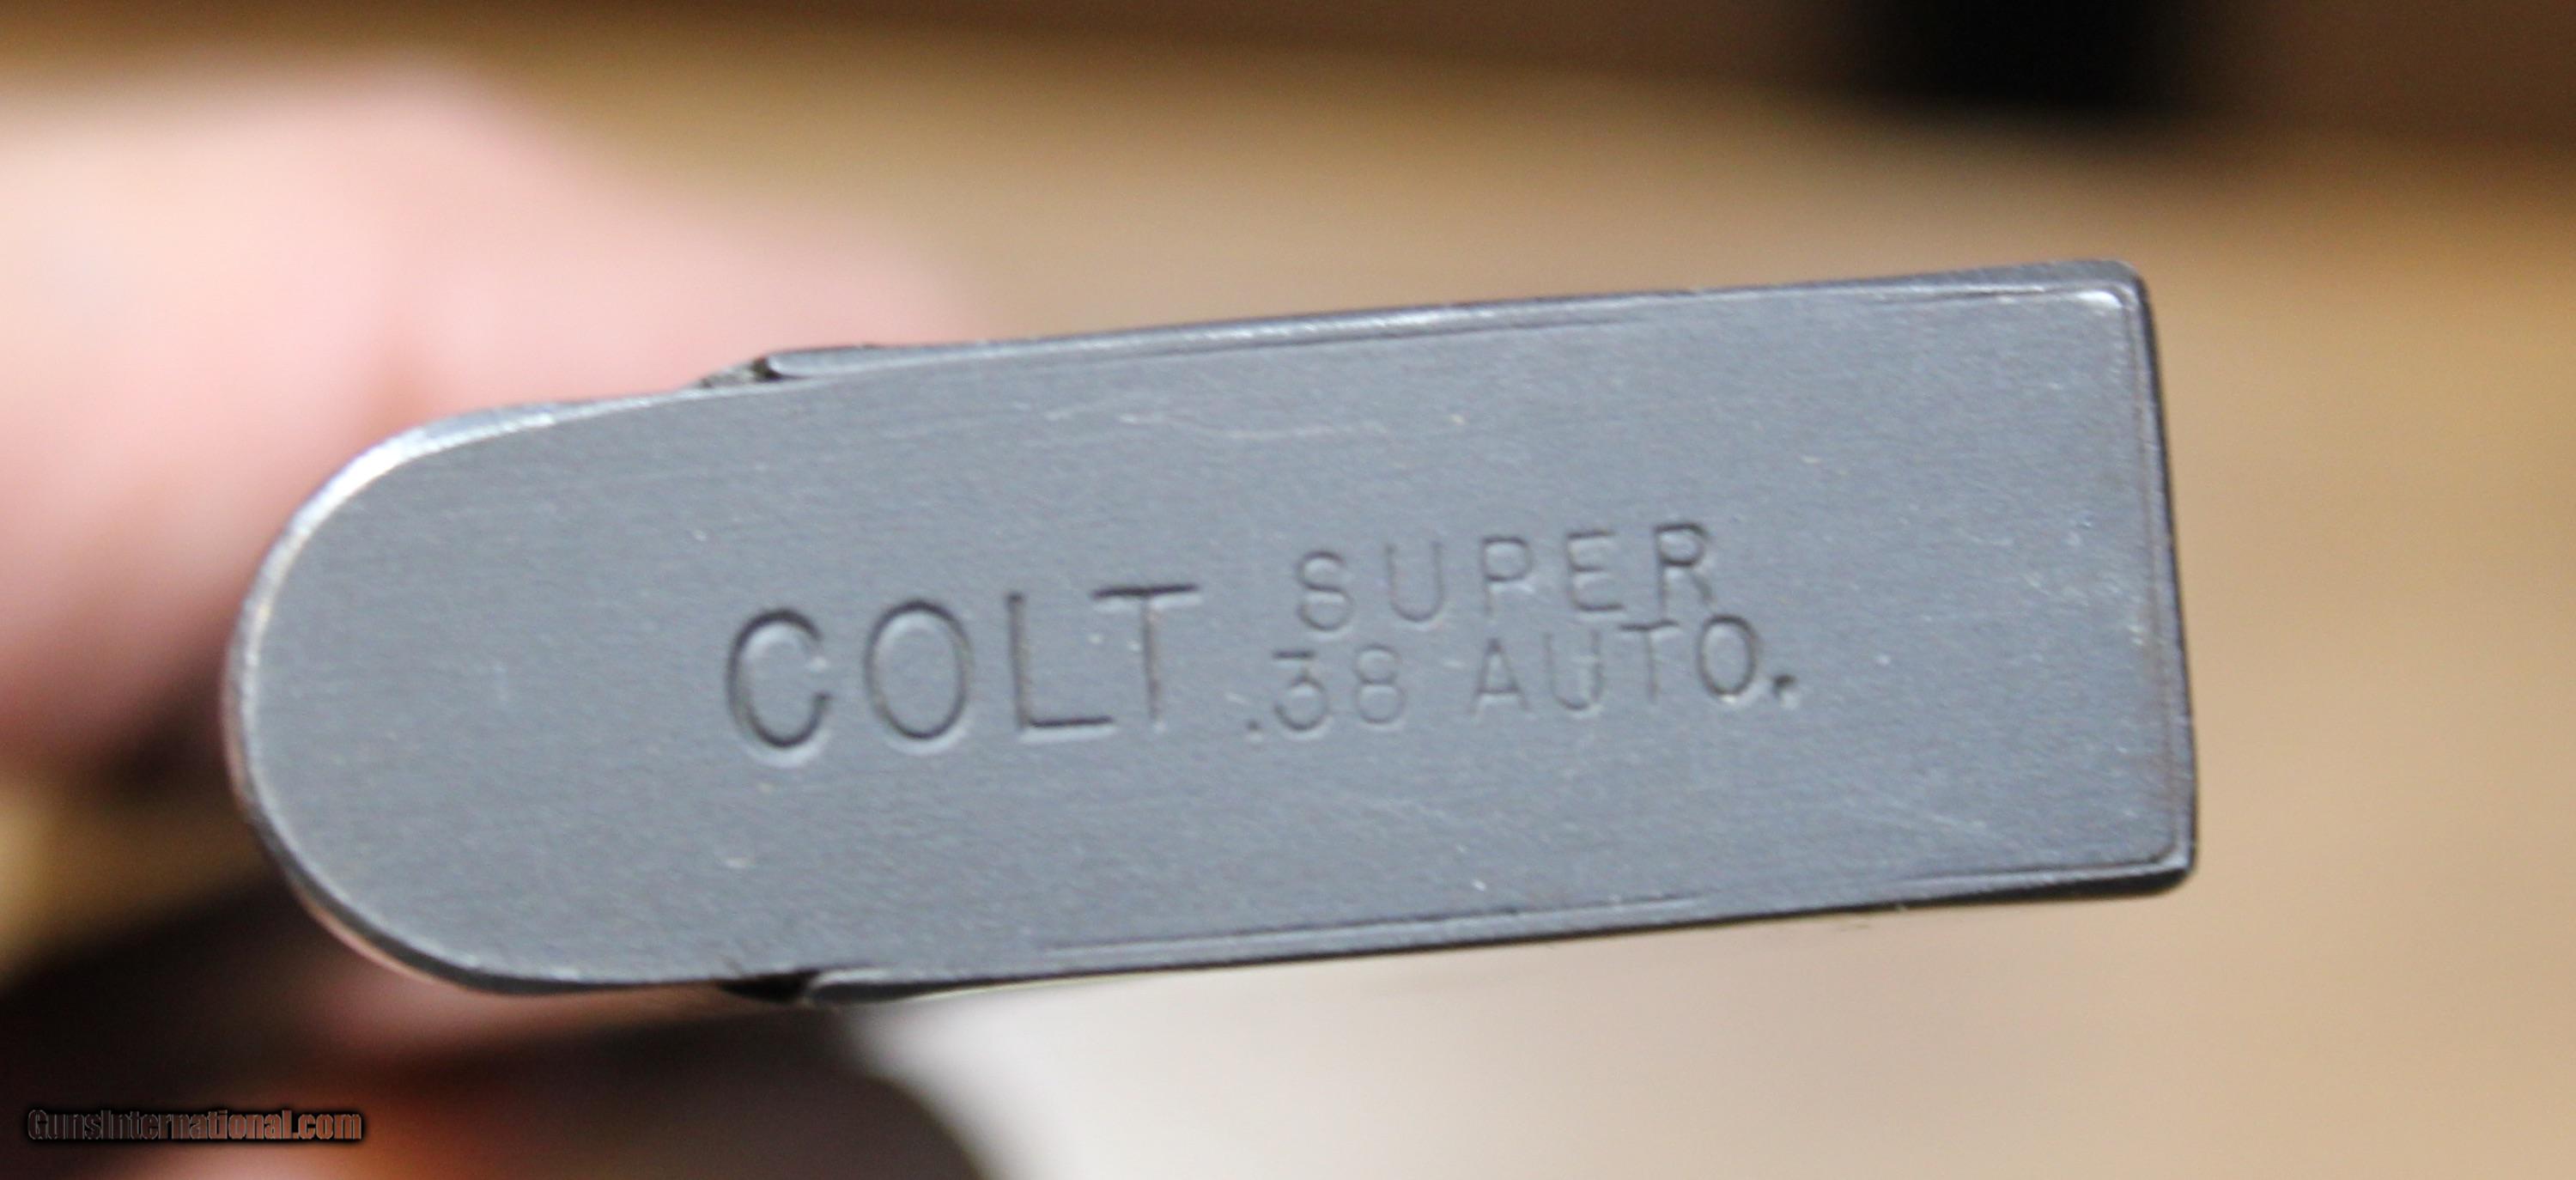 COLT SUPER
.38 AUTO.
GunsInternational.com